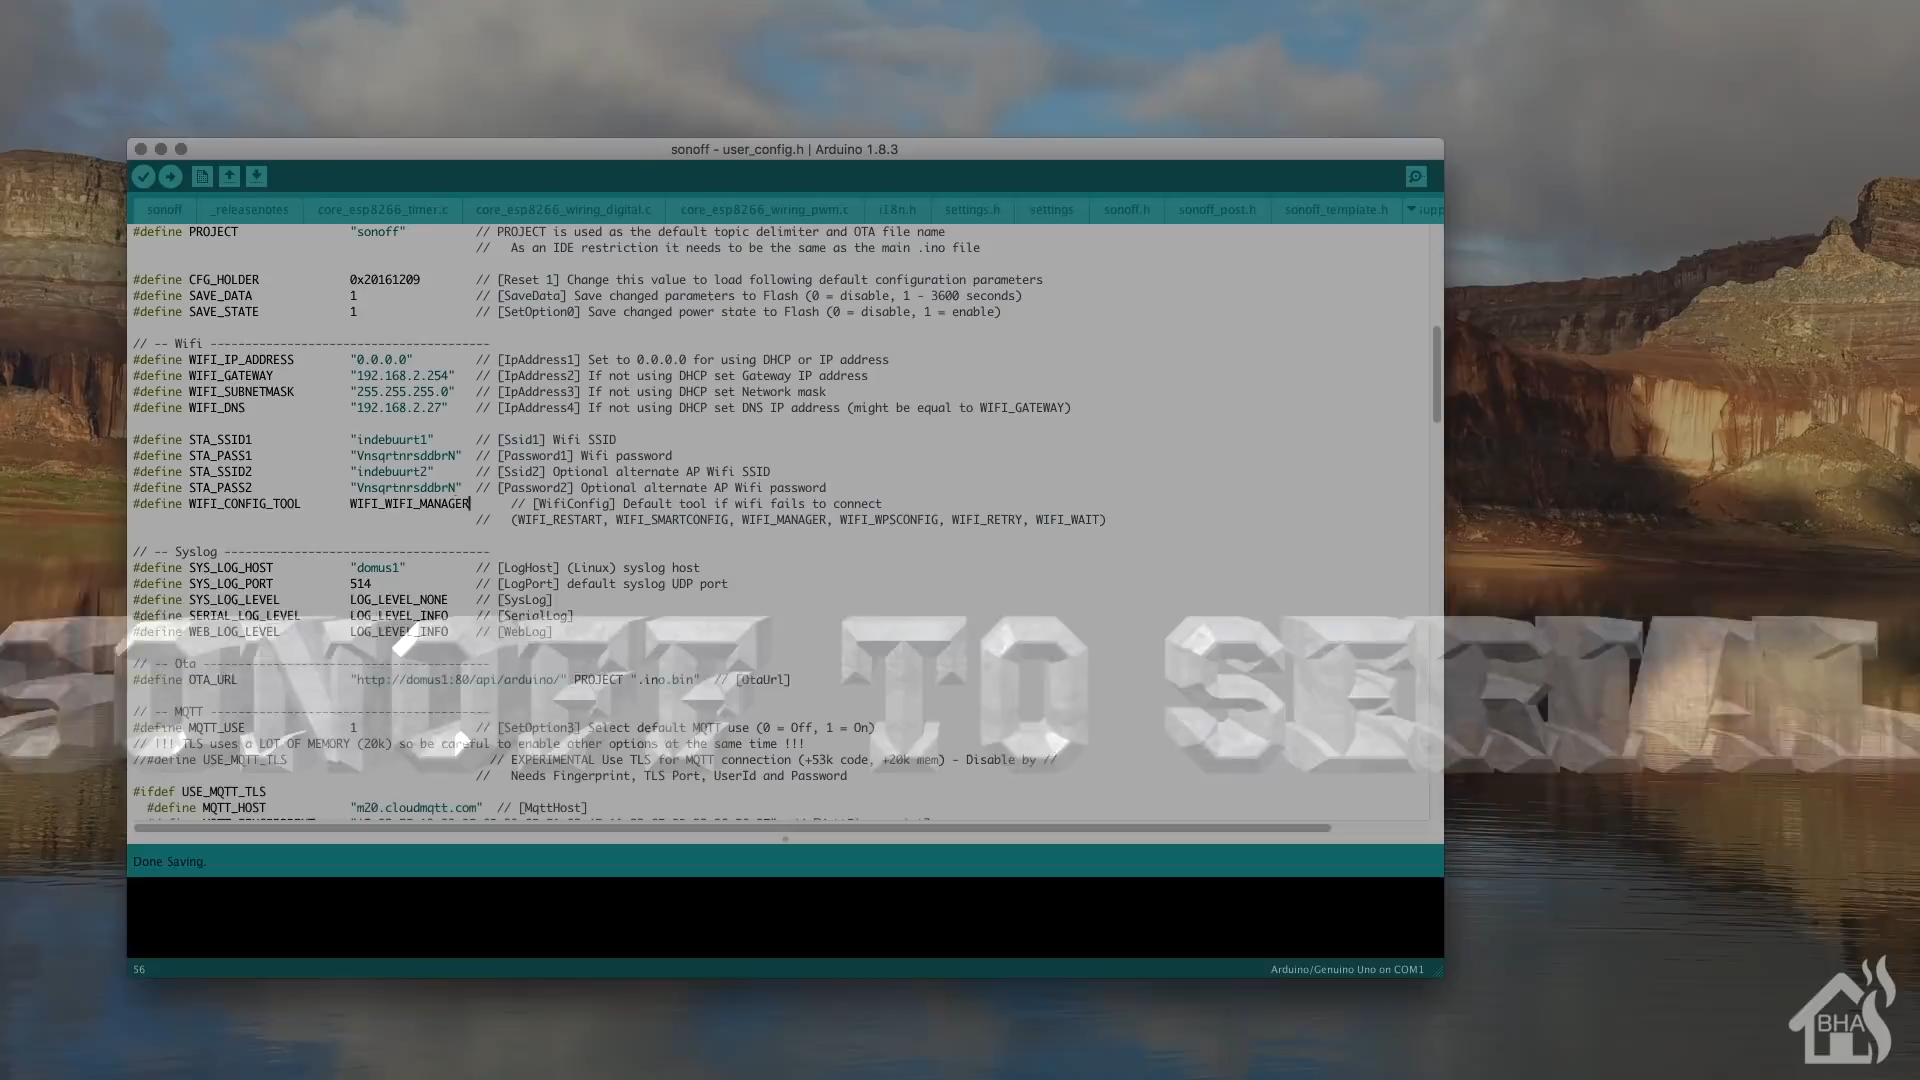 sonoff - user_config.h | Arduino 1.8.3
sonoff _releasenotes core_esp8266_timer.c core_esp8266_wiring_digital.c core_esp8266_wiring_pwm.c i18n.h settings.h settings sonoff.h sonoff_post.h sonoff_template.h supp
#define PROJECT "sonoff" // PROJECT is used as the default topic delimiter and OTA file name
// As an IDE restriction it needs to be the same as the main .ino file
#define CFG_HOLDER 0x20161209 // [Reset 1] Change this value to load following default configuration parameters
#define SAVE_DATA 1 // [SaveData] Save changed parameters to Flash (0 = disable, 1 - 3600 seconds)
#define SAVE_STATE 1 // [SetOption0] Save changed power state to Flash (0 = disable, 1 = enable)
// -- Wifi --------------------------------------
#define WIFI_IP_ADDRESS "0.0.0.0" // [IpAddress1] Set to 0.0.0.0 for using DHCP or IP address
#define WIFI_GATEWAY "192.168.2.254" // [IpAddress2] If not using DHCP set Gateway IP address
#define WIFI_SUBNETMASK "255.255.255.0" // [IpAddress3] If not using DHCP set Network mask
#define WIFI_DNS "192.168.2.27" // [IpAddress4] If not using DHCP set DNS IP address (might be equal to WIFI_GATEWAY)
#define STA_SSID1 "indebuurt1" // [Ssid1] Wifi SSID
#define STA_PASS1 "VnsqrtnrsddbrN" // [Password1] Wifi password
#define STA_SSID2 "indebuurt2" // [Ssid2] Optional alternate AP Wifi SSID
#define STA_PASS2 "VnsqrtnrsddbrN" // [Password2] Optional alternate AP Wifi password
#define WIFI_CONFIG_TOOL WIFI_WIFI_MANAGER // [WifiConfig] Default tool if wifi fails to connect
// (WIFI_RESTART, WIFI_SMARTCONFIG, WIFI_MANAGER, WIFI_WPSCONFIG, WIFI_RETRY, WIFI_WAIT)
// -- Syslog --------------------------------------
#define SYS_LOG_HOST "domus1" // [LogHost] (Linux) syslog host
#define SYS_LOG_PORT 514 // [LogPort] default syslog UDP port
#define SYS_LOG_LEVEL LOG_LEVEL_NONE // [SysLog]
#define SERIAL_LOG_LEVEL LOG_LEVEL_INFO // [SerialLog]
#define WEB_LOG_LEVEL LOG_LEVEL_INFO // [WebLog]
SONOFF TO SERIAL
// -- Ota -----------------------------------------
#define OTA_URL "http://domus1:80/api/arduino/" PROJECT ".ino.bin" // [OtaUrl]
// -- MQTT ----------------------------------------
#define MQTT_USE 1 // [SetOption3] Select default MQTT use (0 = Off, 1 = On)
// !!! TLS uses a LOT OF MEMORY (20k) so be careful to enable other options at the same time !!!
//#define USE_MQTT_TLS // EXPERIMENTAL Use TLS for MQTT connection (+53k code, +20k mem) - Disable by //
// Needs Fingerprint, TLS Port, UserId and Password
#ifdef USE_MQTT_TLS
#define MQTT_HOST "m20.cloudmqtt.com" // [MqttHost]
Done Saving.
56 Arduino/Genuino Uno on COM1
BHA